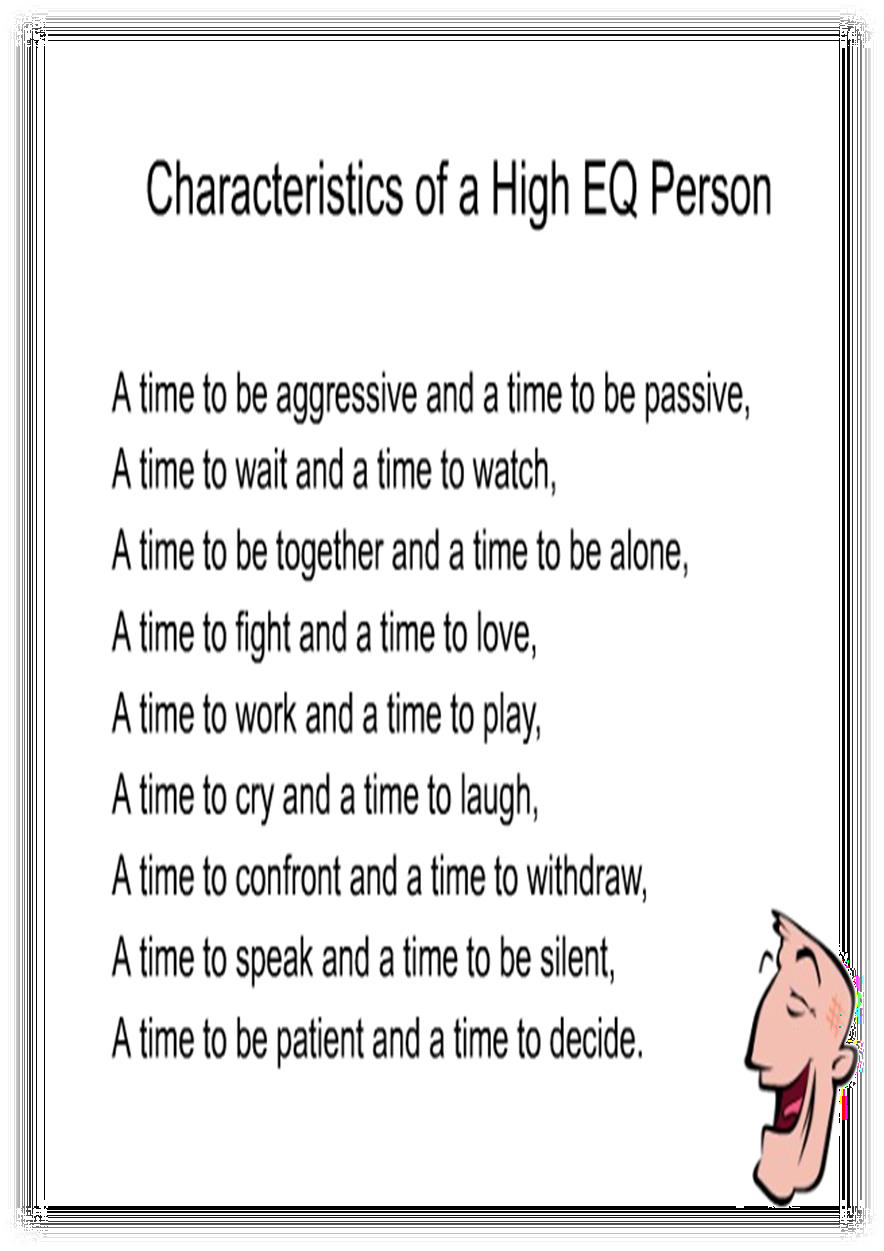 Characteristics of a High EQ Person
A time to be aggressive and a time to be passive,
A time to wait and a time to watch,
A time to be together and a time to be alone,
A time to fight and a time to love,
A time to work and a time to play,
A time to cry and a time to laugh,
A time to confront and a time to withdraw,
A time to speak and a time to be silent,
A time to be patient and a time to decide.